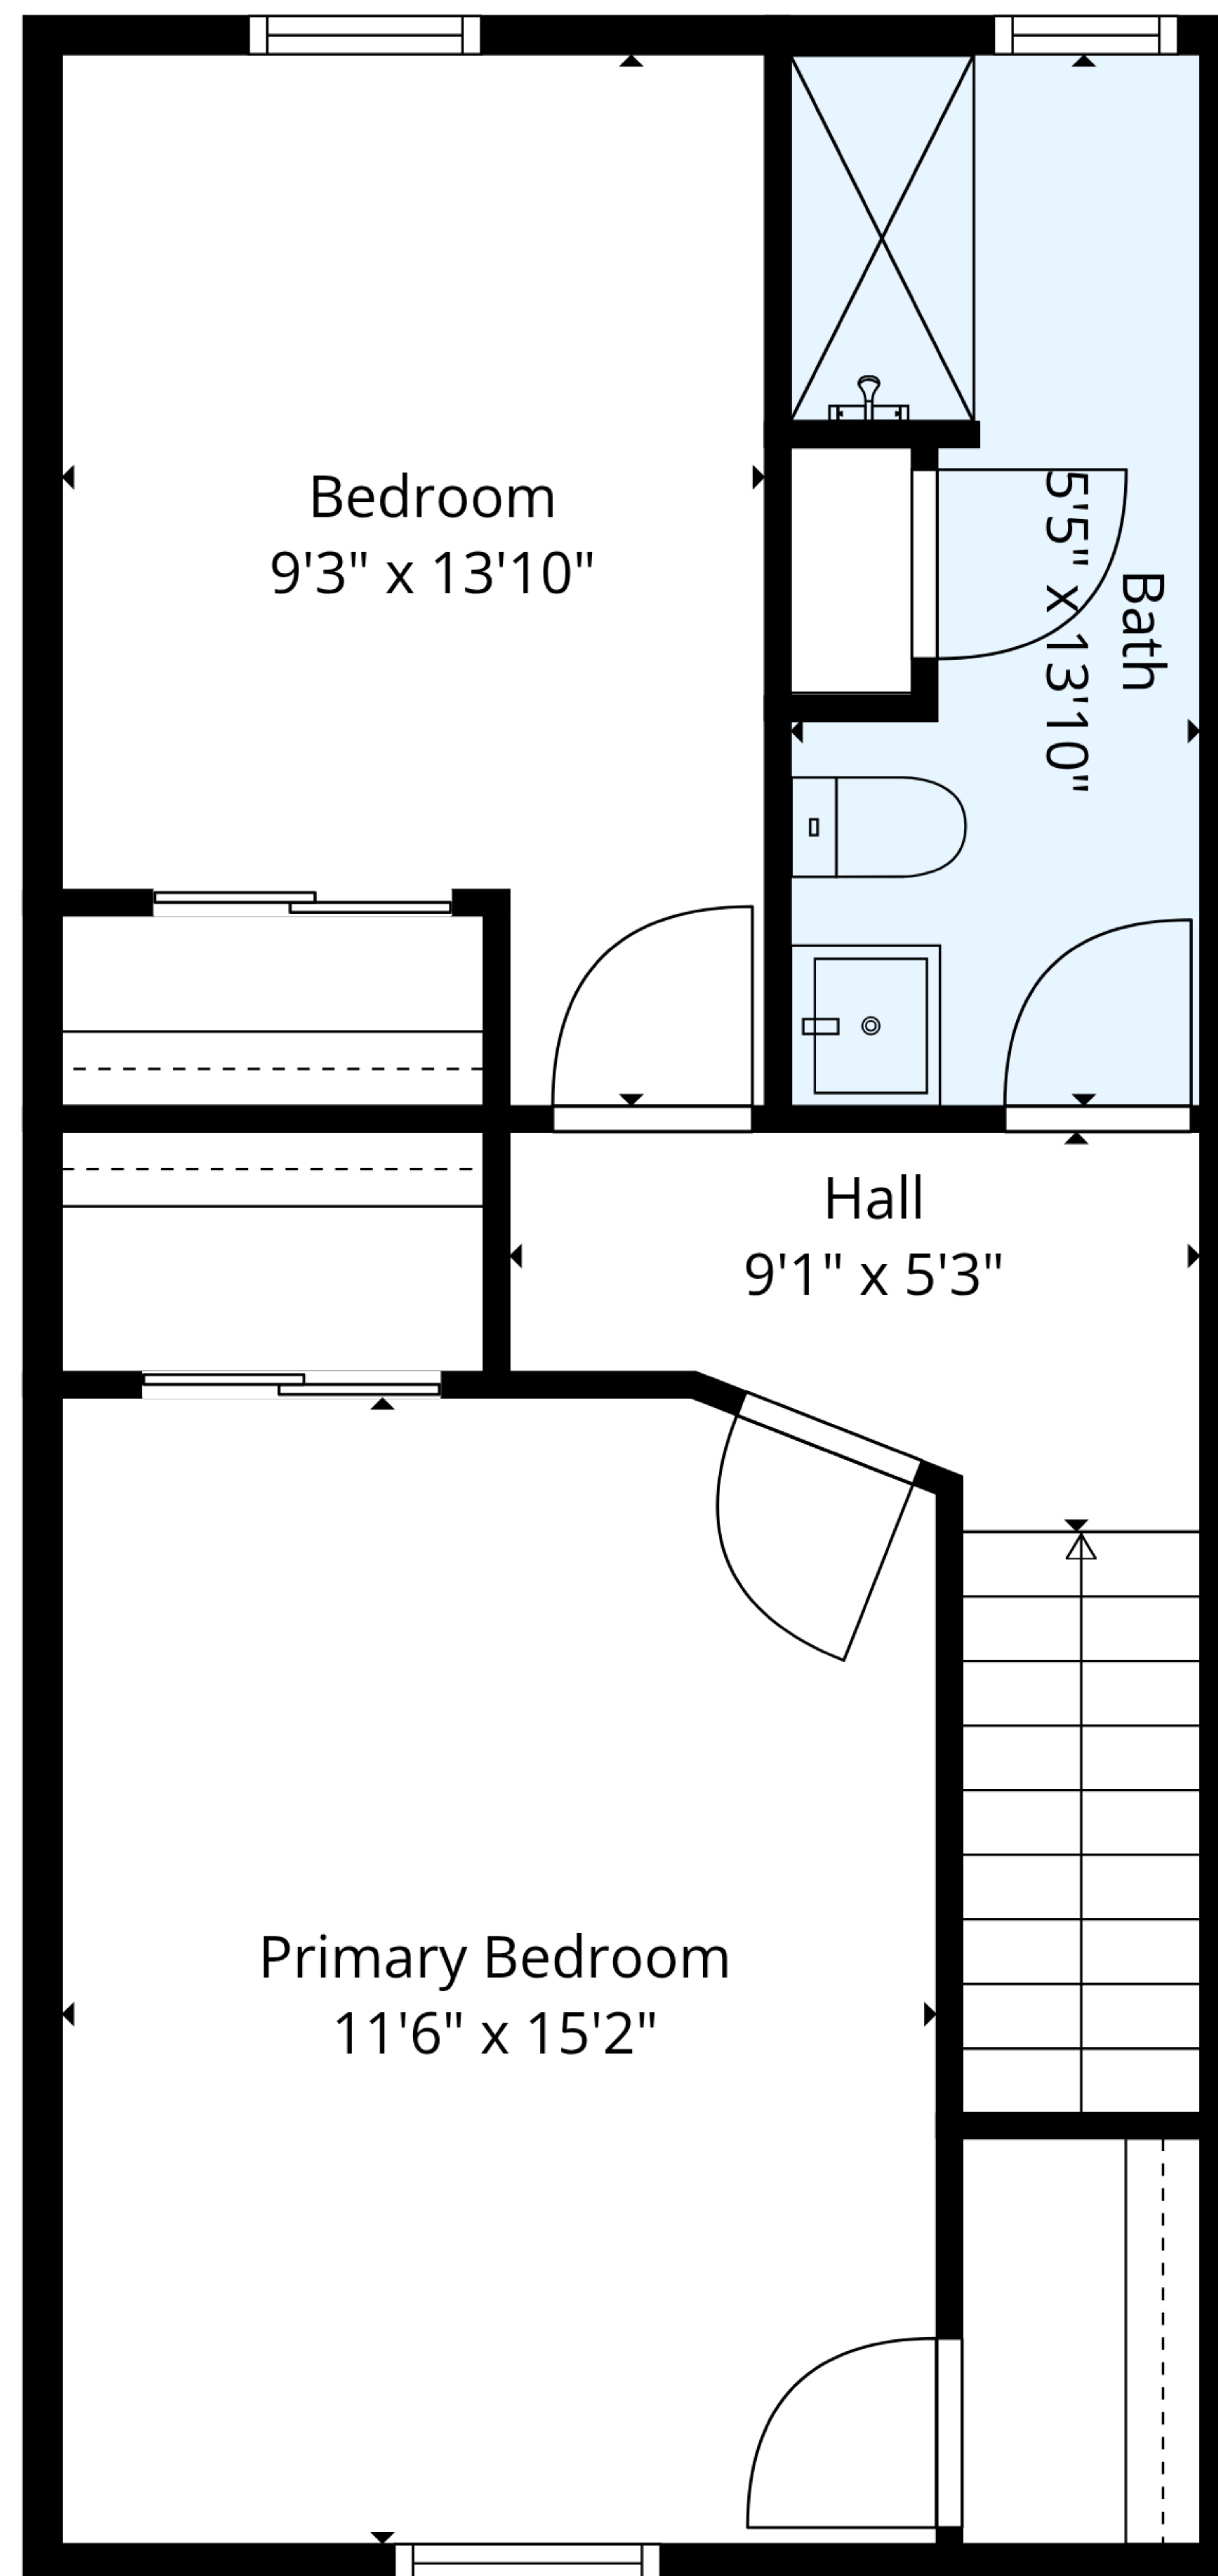 Bedroom
9'3" x 13'10"
Bath
5'5" x 13'10"
Hall
9'1" x 5'3"
Primary Bedroom
11'6" x 15'2"